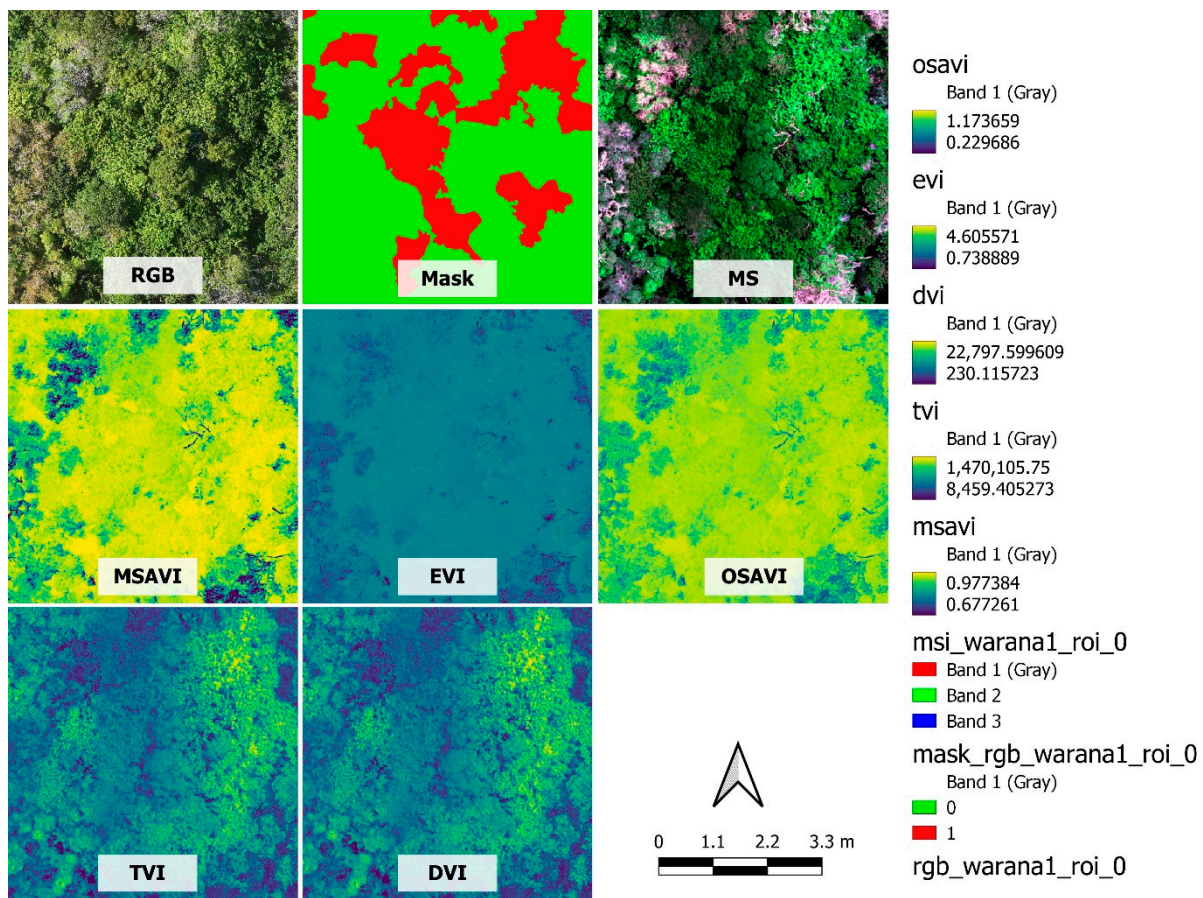 RGB
Mask
MS
MSAVI
EVI
OSAVI
TVI
DVI
0 1.1 2.2 3.3 m
osavi
Band 1 (Gray)
1.173659
0.229686
evi
Band 1 (Gray)
4.605571
0.738889
dvi
Band 1 (Gray)
22,797.599609
230.115723
tvi
Band 1 (Gray)
1,470,105.75
8,459.405273
msavi
Band 1 (Gray)
0.977384
0.677261
msi_warana1_roi_0
Band 1 (Gray)
Band 2
Band 3
mask_rgb_warana1_roi_0
Band 1 (Gray)
0
1
rgb_warana1_roi_0